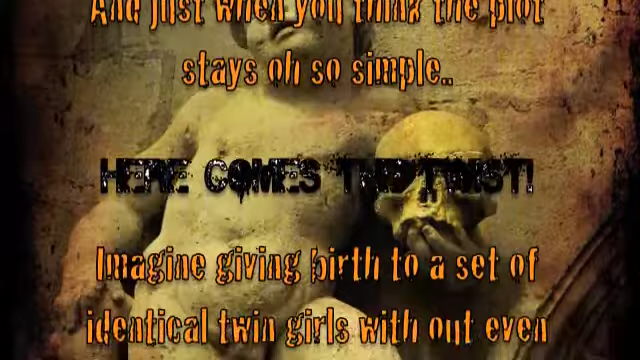 And just when you think the plot
stays oh so simple..
HERE COMES THE TWIST!
Imagine giving birth to a set of
identical twin girls with out even